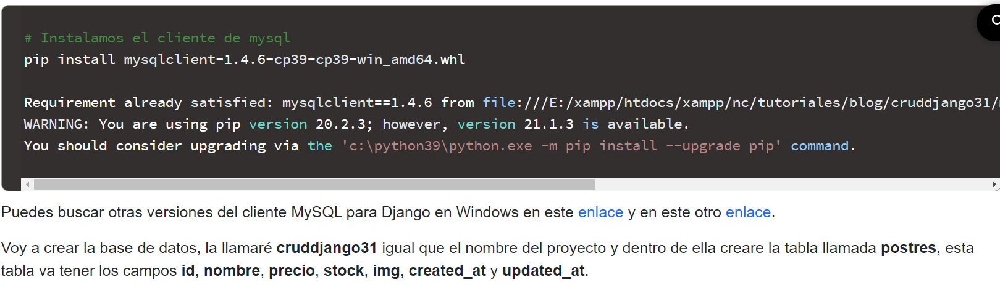 # Instalamos el cliente de mysql
pip install mysqlclient-1.4.6-cp39-cp39-win_amd64.whl
Requirement already satisfied: mysqlclient==1.4.6 from file:///E:/xampp/htdocs/xampp/nc/tutoriales/blog/cruddjango31/
WARNING: You are using pip version 20.2.3; however, version 21.1.3 is available.
You should consider upgrading via the 'c:\python39\python.exe -m pip install --upgrade pip' command.
Puedes buscar otras versiones del cliente MySQL para Django en Windows en este enlace y en este otro enlace.
Voy a crear la base de datos, la llamaré cruddjango31 igual que el nombre del proyecto y dentro de ella creare la tabla llamada postres, esta
tabla va tener los campos id, nombre, precio, stock, img, created_at y updated_at.